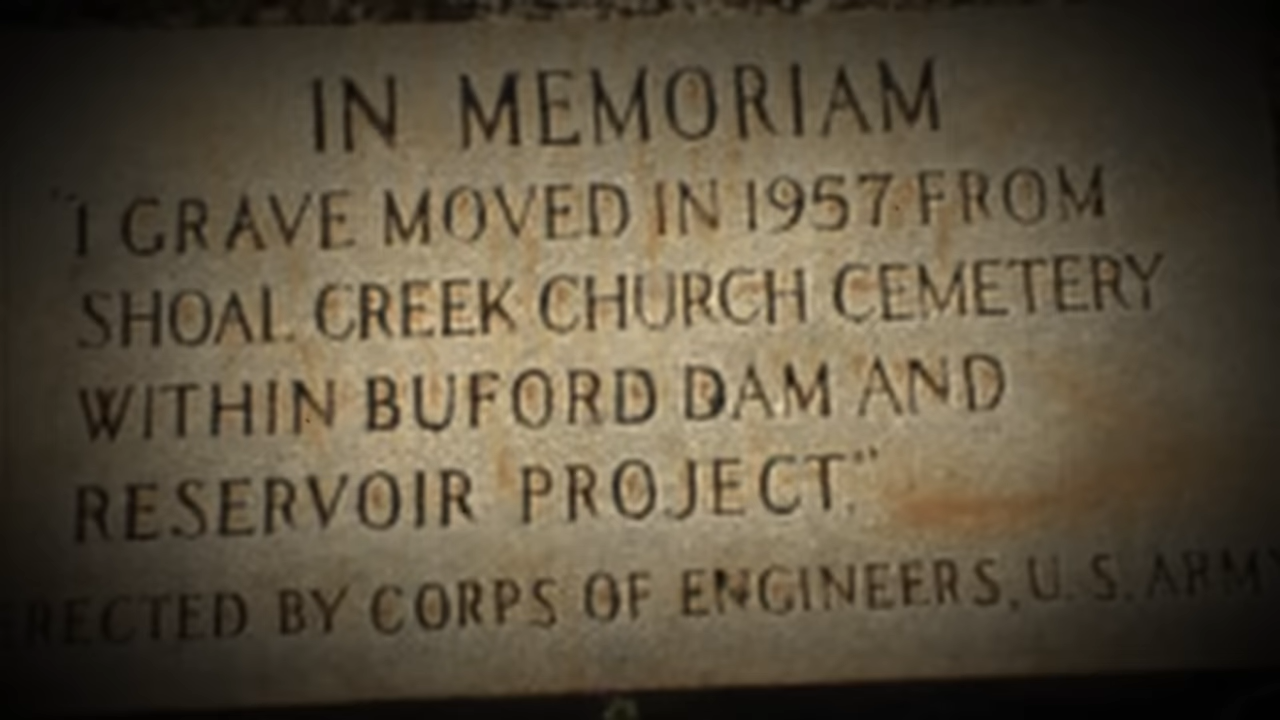 IN MEMORIAM
"1 GRAVE MOVED IN 1957 FROM
SHOAL CREEK CHURCH CEMETERY
WITHIN BUFORD DAM AND
RESERVOIR PROJECT."
ERECTED BY CORPS OF ENGINEERS, U.S. ARMY